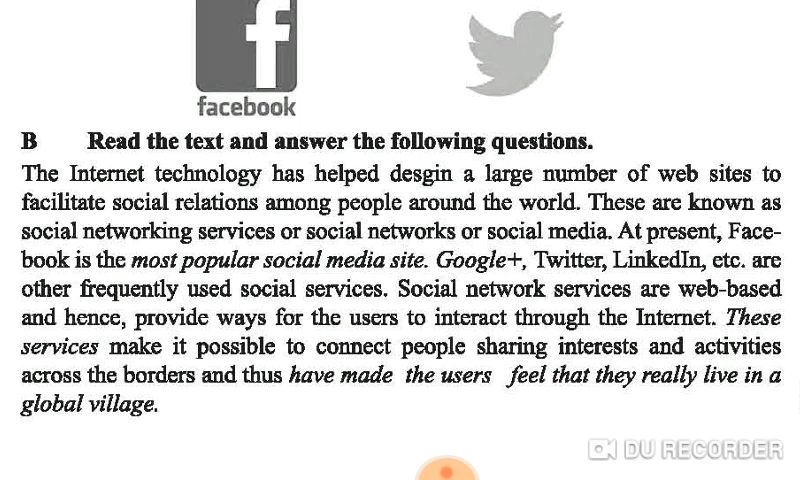 facebook
B Read the text and answer the following questions.
The Internet technology has helped desgin a large number of web sites to
facilitate social relations among people around the world. These are known as
social networking services or social networks or social media. At present, Face-
book is the most popular social media site. Google+, Twitter, LinkedIn, etc. are
other frequently used social services. Social network services are web-based
and hence, provide ways for the users to interact through the Internet. These
services make it possible to connect people sharing interests and activities
across the borders and thus have made the users feel that they really live in a
global village.
DU RECORDER